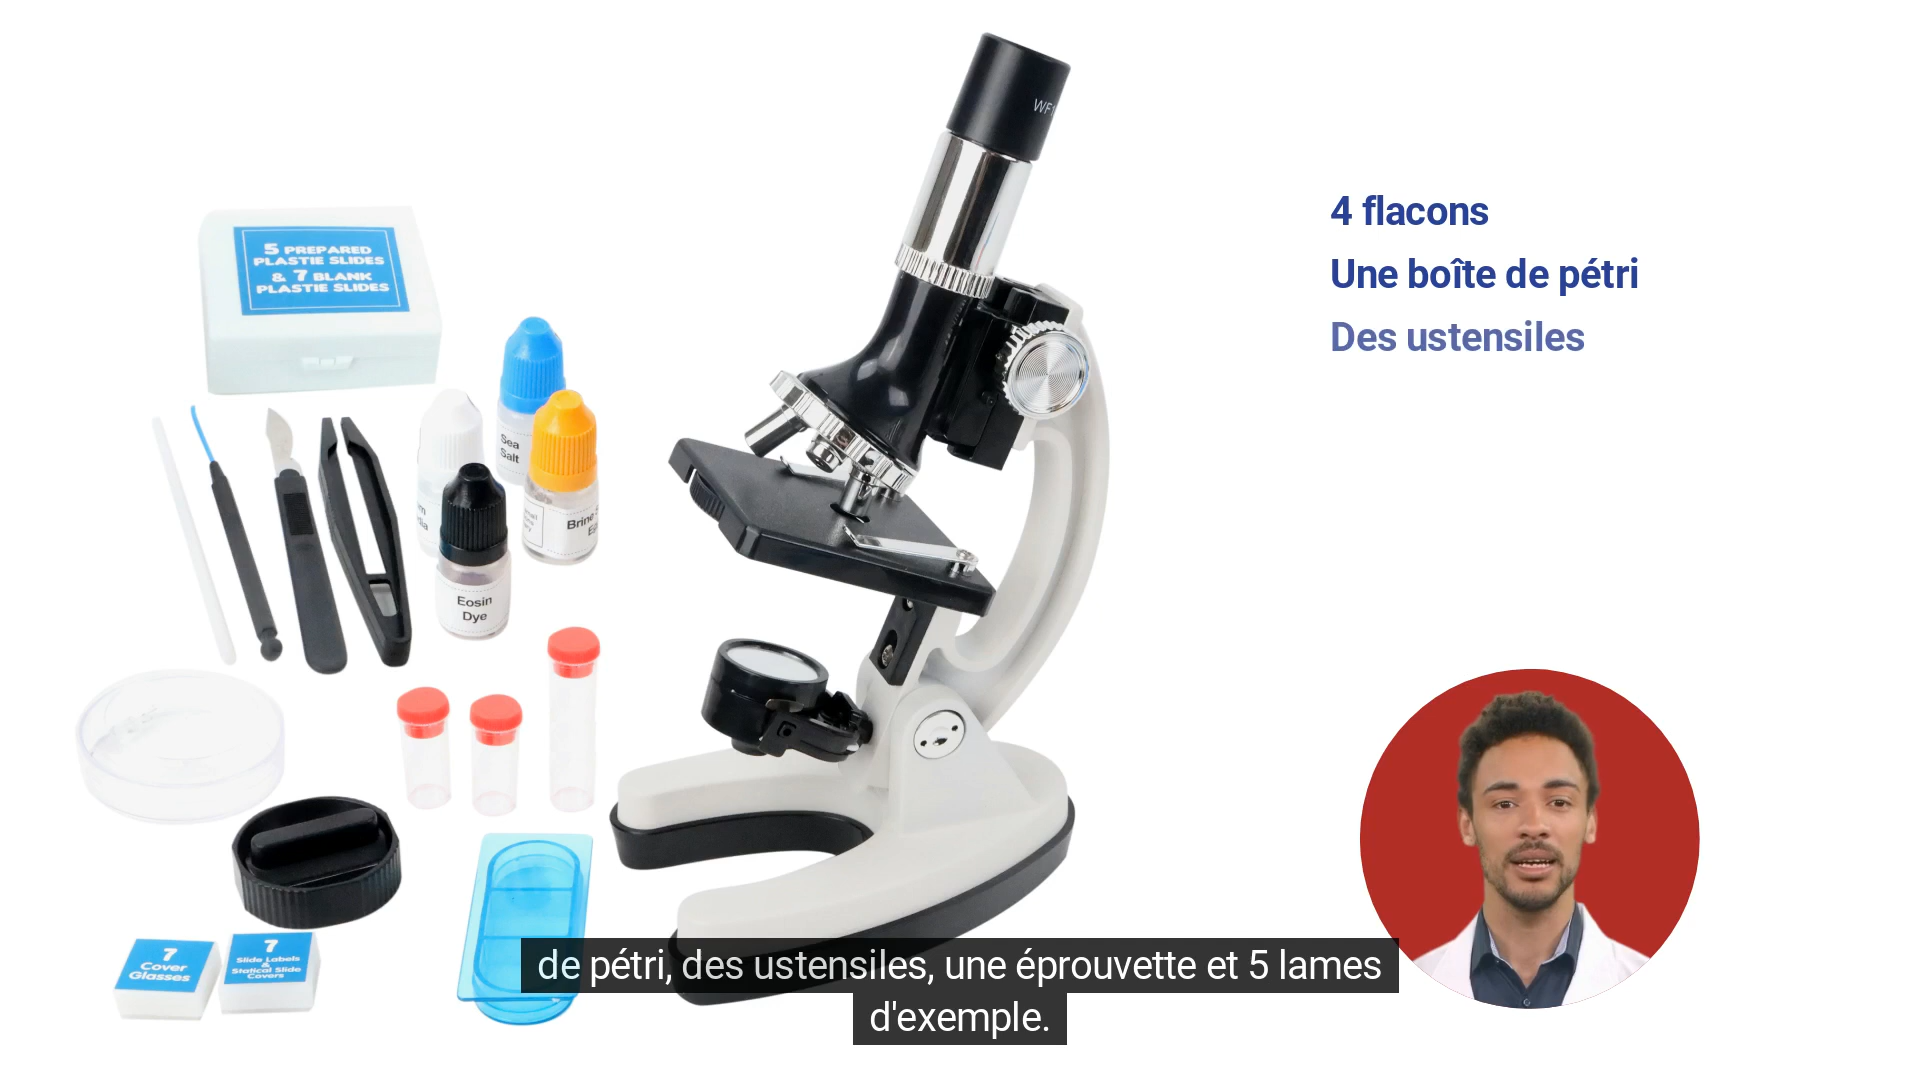 4 flacons
Une boîte de pétri
Des ustensiles
5 PREPARED
PLASTIE SLIDES
& 7 BLANK
PLASTIE SLIDES
Sea
Salt
Brine
Eosin
Dye
7
Cover
Glasses
7
Slide Labels
&
Statical Slide
Covers
de pétri, des ustensiles, une éprouvette et 5 lames
d'exemple.